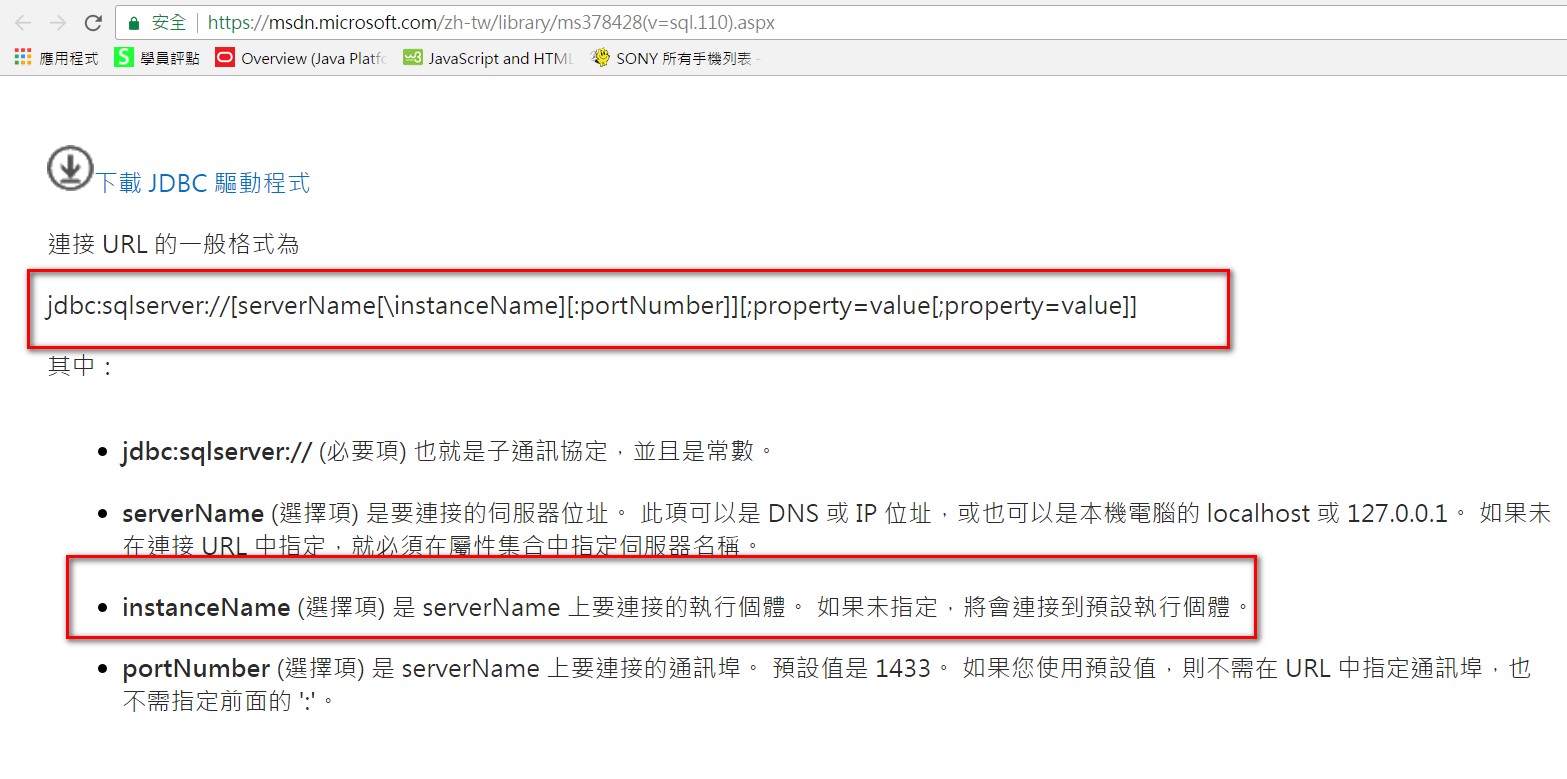 安全 https://msdn.microsoft.com/zh-tw/library/ms378428(v=sql.110).aspx
應用程式 S 學員評點 Overview (Java Platf w3 JavaScript and HTML SONY 所有手機列表 -
下載 JDBC 驅動程式
連接 URL 的一般格式為
jdbc:sqlserver://[serverName[\instanceName][:portNumber]][;property=value[;property=value]]
其中：
jdbc:sqlserver:// (必要項) 也就是子通訊協定，並且是常數。
serverName (選擇項) 是要連接的伺服器位址。 此項可以是 DNS 或 IP 位址，或也可以是本機電腦的 localhost 或 127.0.0.1。 如果未
在連接 URL 中指定，就必須在屬性集合中指定伺服器名稱。
instanceName (選擇項) 是 serverName 上要連接的執行個體。 如果未指定，將會連接到預設執行個體。
portNumber (選擇項) 是 serverName 上要連接的通訊埠。 預設值是 1433。 如果您使用預設值，則不需在 URL 中指定通訊埠，也
不需指定前面的 ':'。